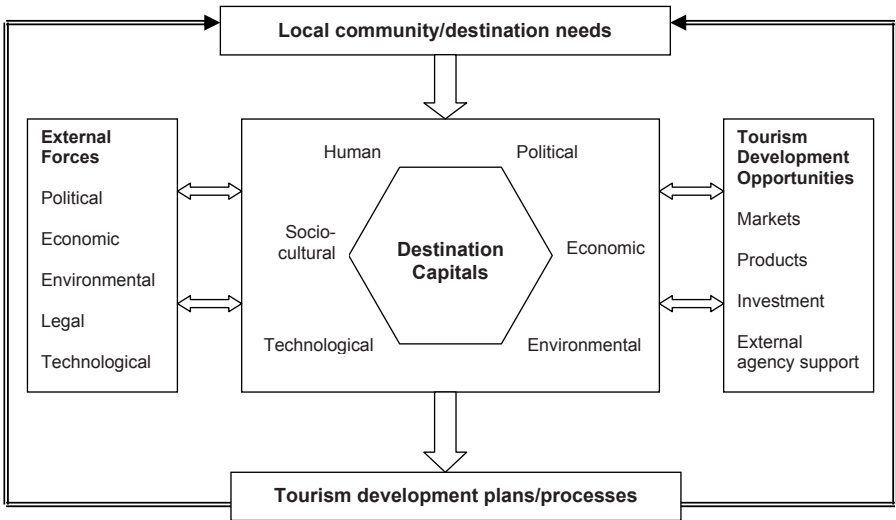 Local community/destination needs
External
Forces
Political
Economic
Environmental
Legal
Technological
Human
Political
Socio-
cultural
Destination
Capitals
Economic
Technological
Environmental
Tourism
Development
Opportunities
Markets
Products
Investment
External
agency support
Tourism development plans/processes